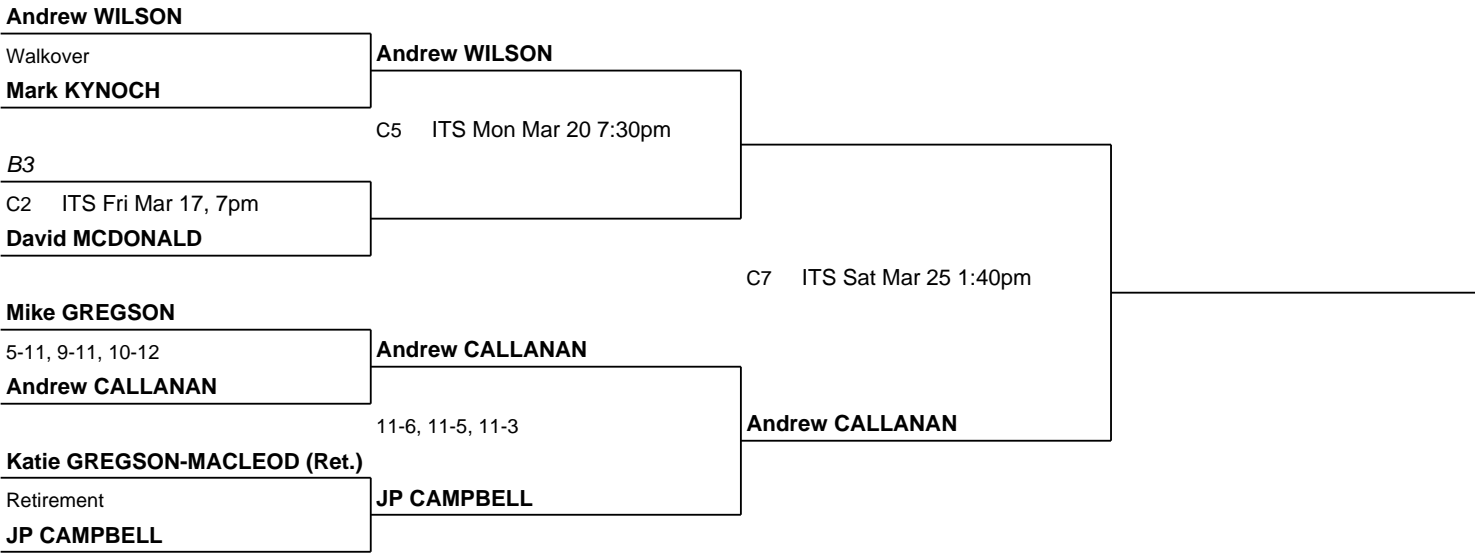 Andrew WILSON
Walkover
Andrew WILSON
Mark KYNOCH
C5 ITS Mon Mar 20 7:30pm
B3
C2 ITS Fri Mar 17, 7pm
David MCDONALD
C7 ITS Sat Mar 25 1:40pm
Mike GREGSON
5-11, 9-11, 10-12
Andrew CALLANAN
Andrew CALLANAN
11-6, 11-5, 11-3
Andrew CALLANAN
Katie GREGSON-MACLEOD (Ret.)
Retirement
JP CAMPBELL
JP CAMPBELL